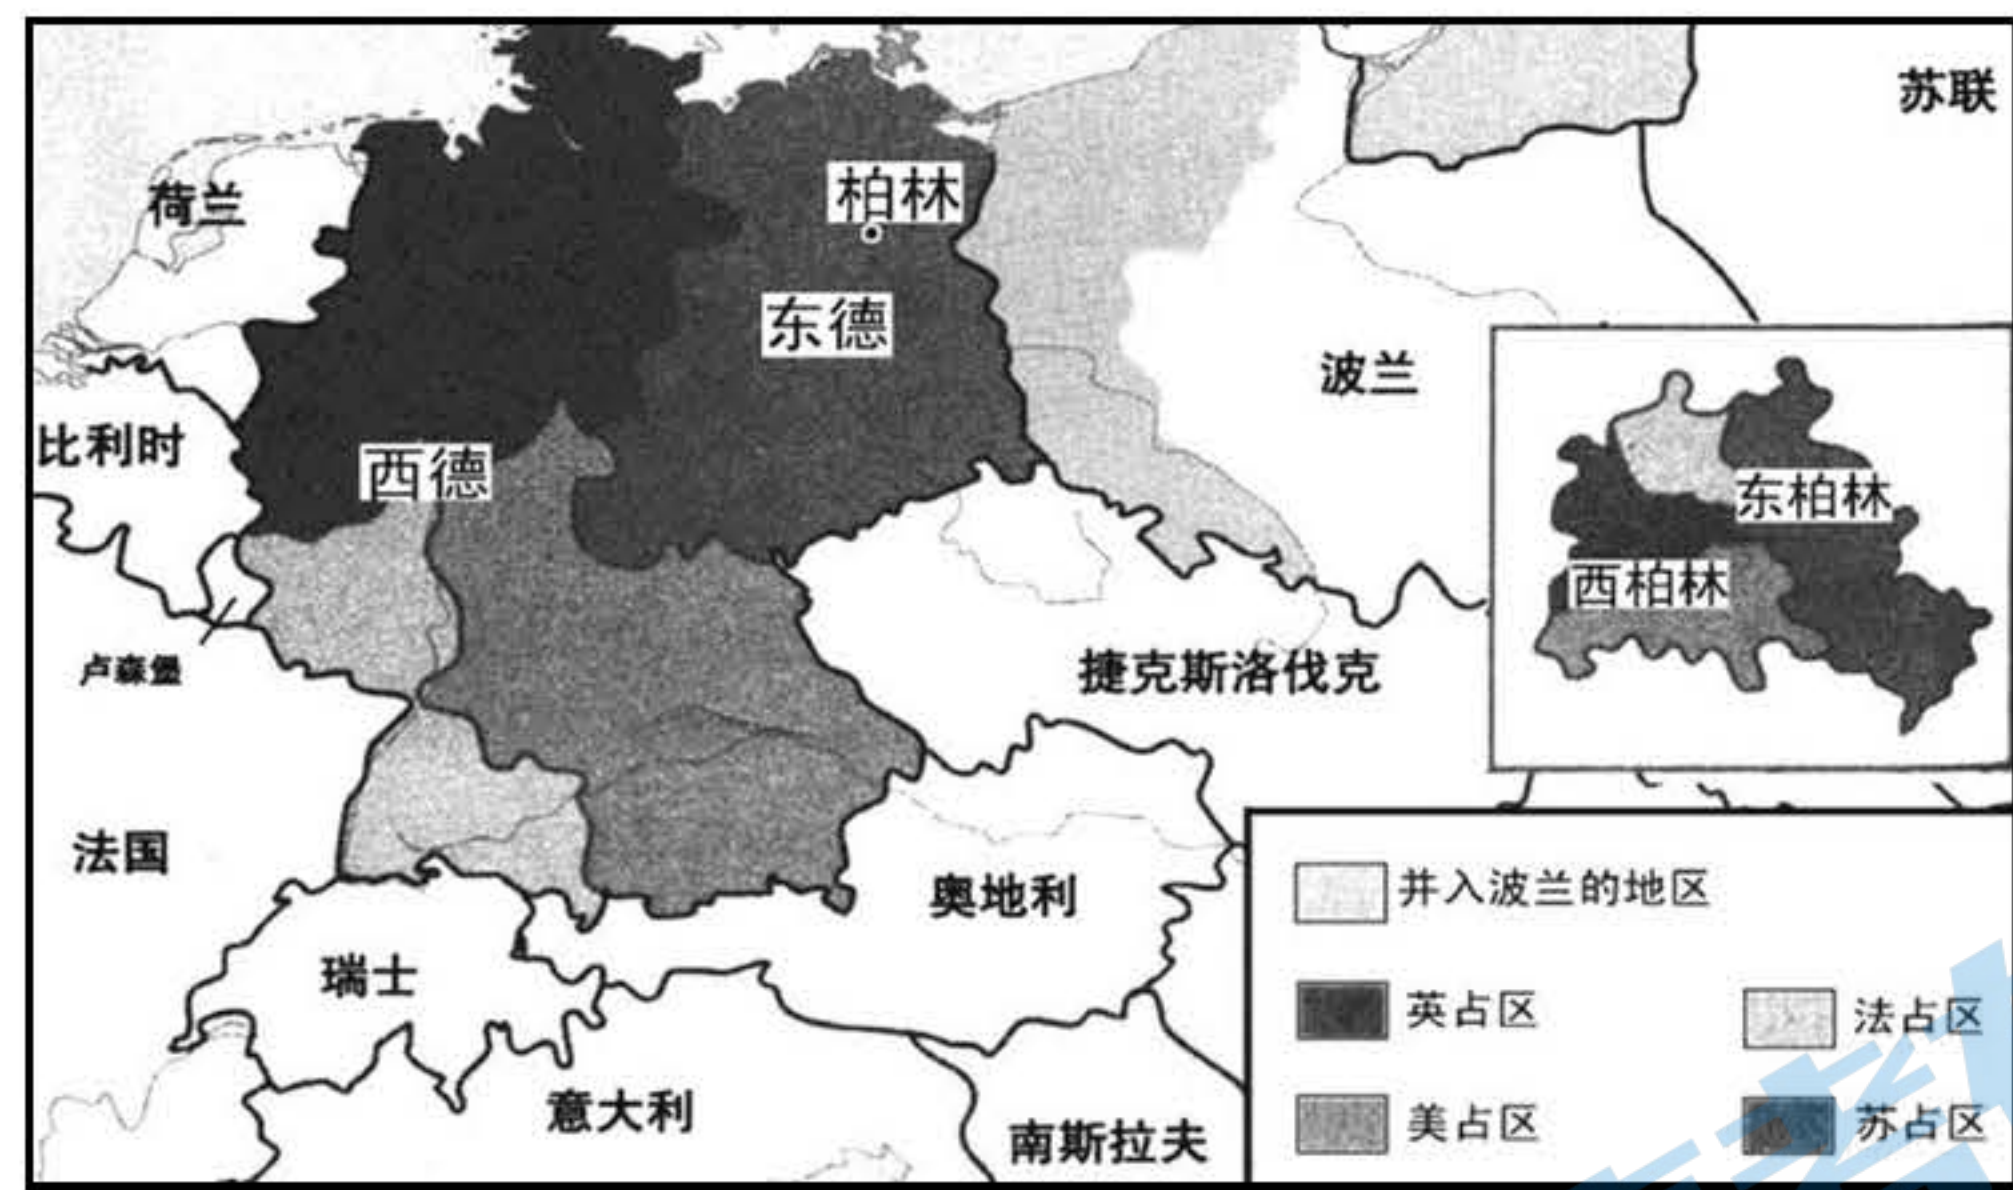 苏联
荷兰
柏林
东德
波兰
比利时
西德
东柏林
西柏林
卢森堡
捷克斯洛伐克
法国
奥地利
瑞士
意大利
南斯拉夫
并入波兰的地区
英占区
法占区
美占区
苏占区